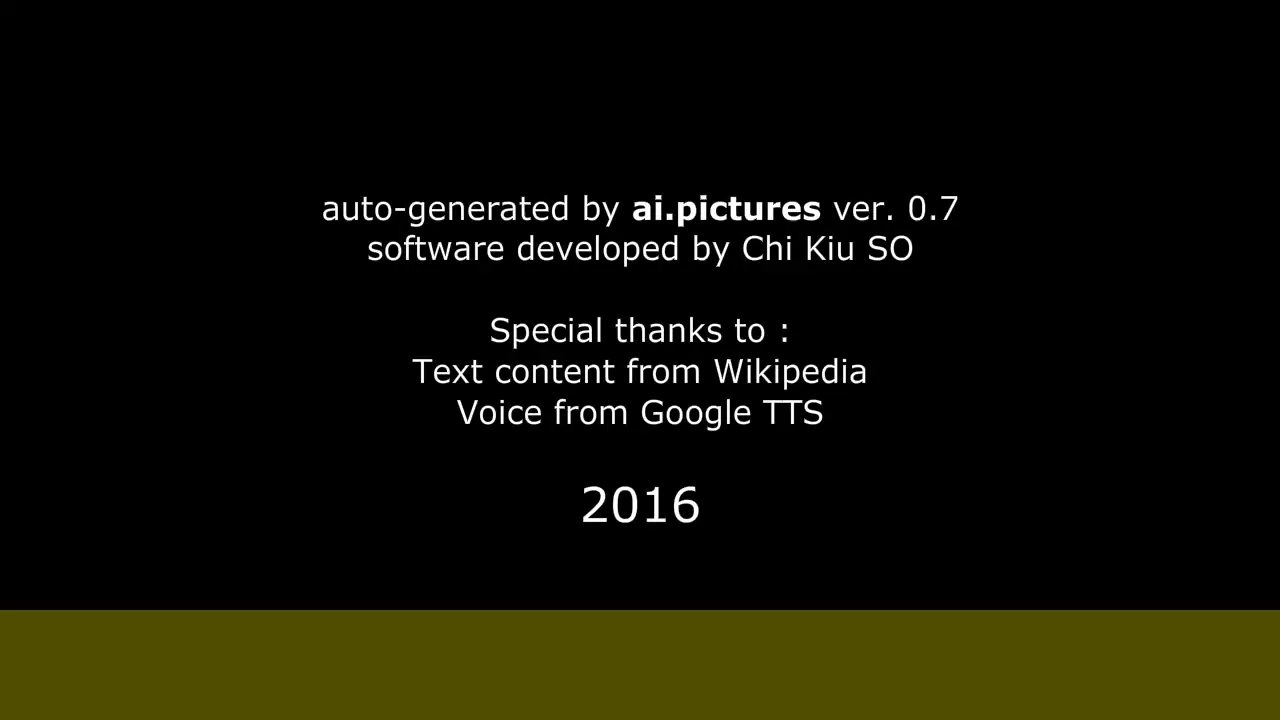 auto-generated by ai.pictures ver. 0.7
software developed by Chi Kiu SO
Special thanks to :
Text content from Wikipedia
Voice from Google TTS
2016